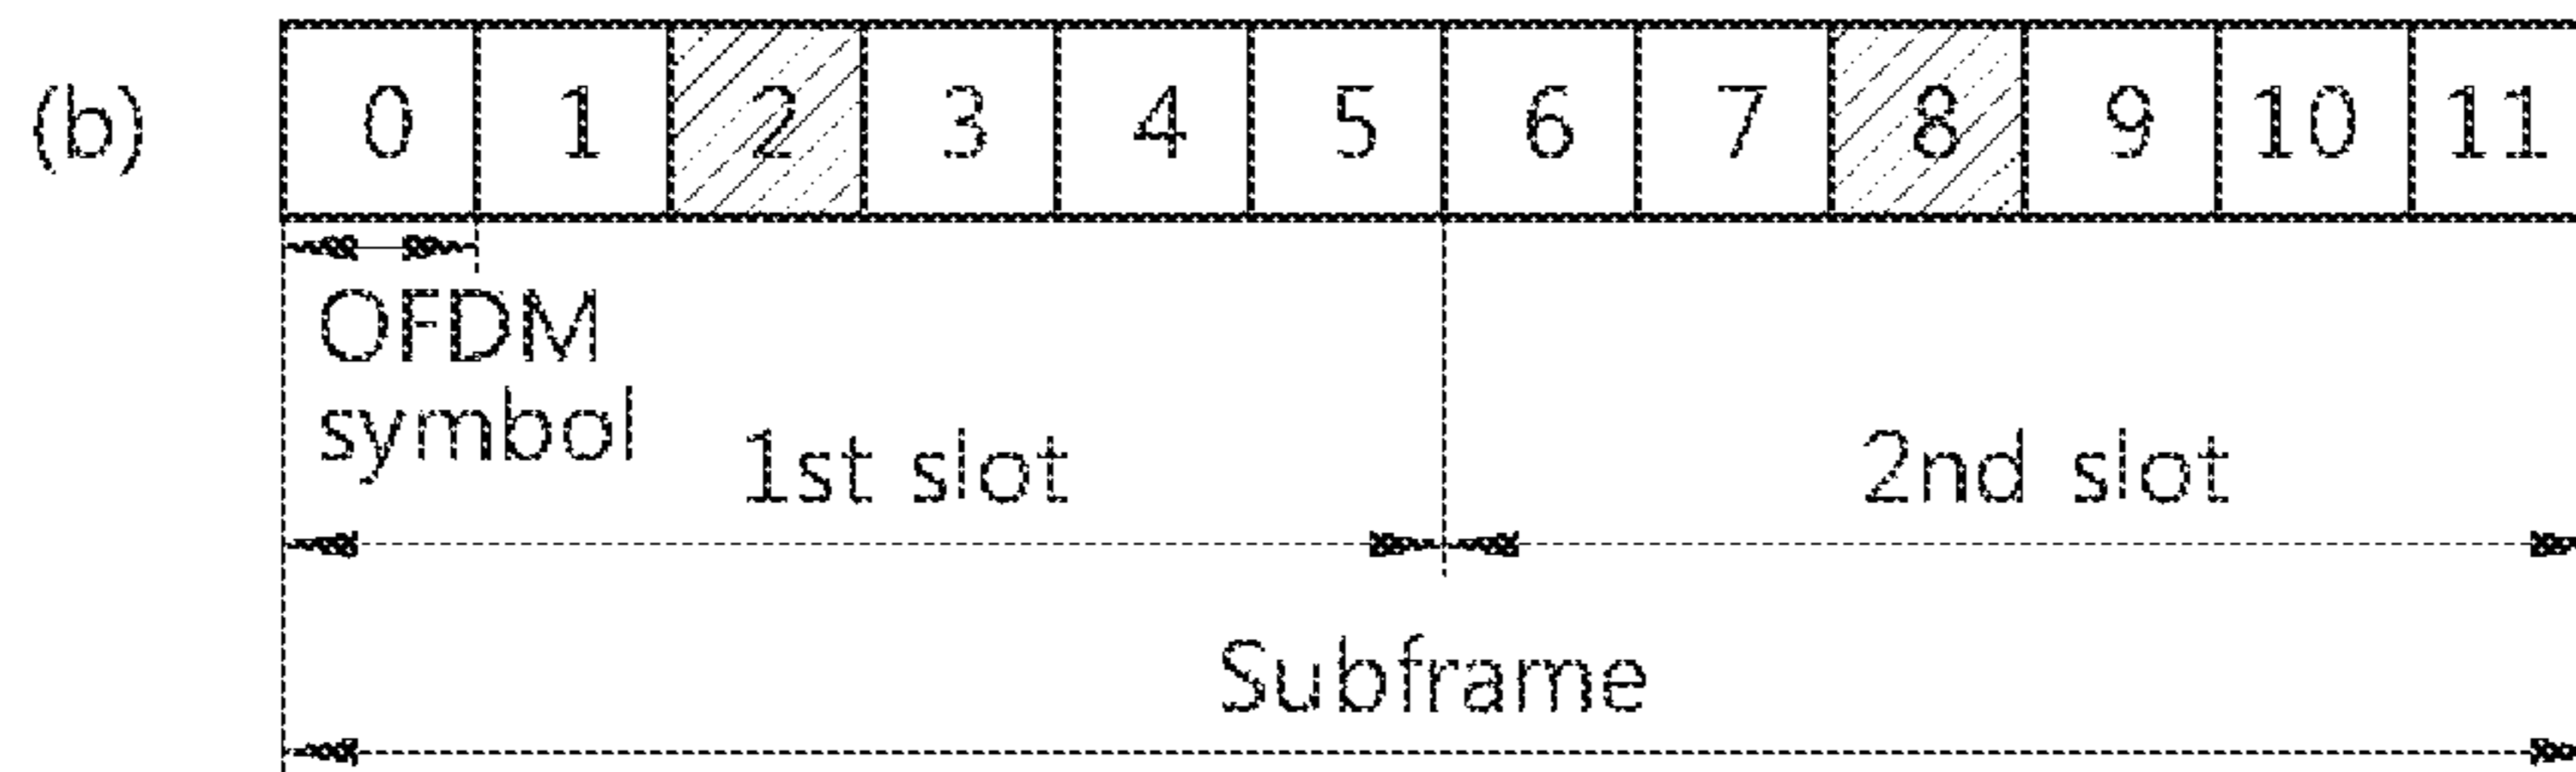 (b) 0 1 2 3 4 5 6 7 8 9 10 11
OFDM
symbol
1st slot 2nd slot
Subframe